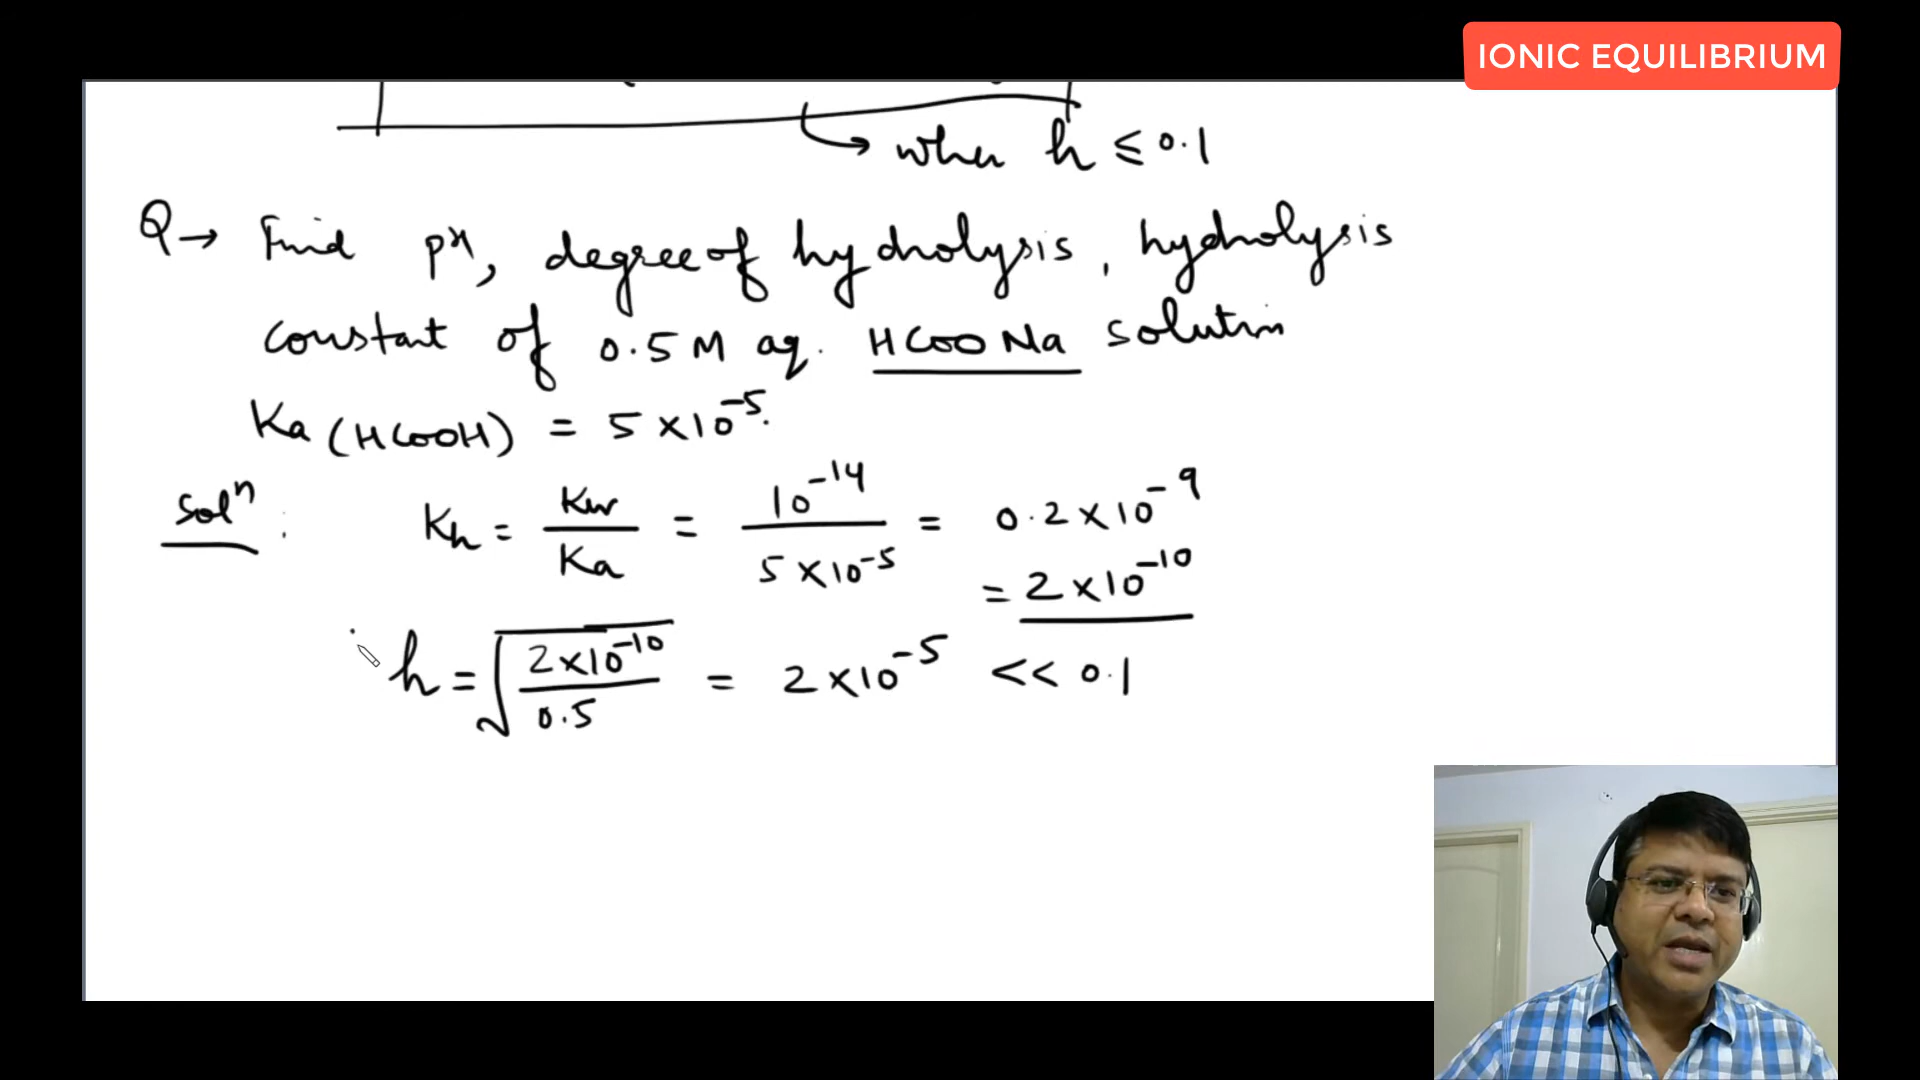 IONIC EQUILIBRIUM
when h ≤ 0.1
Q → Find pH, degree of hydrolysis, hydrolysis
constant of 0.5 M aq. HCOONa solution
Ka (HCOOH) = 5 × 10⁻⁵.
Solⁿ : Kh = Kw / Ka = 10⁻¹⁴ / 5 × 10⁻⁵ = 0.2 × 10⁻⁹
= 2 × 10⁻¹⁰
h = √(2 × 10⁻¹⁰ / 0.5) = 2 × 10⁻⁵ << 0.1